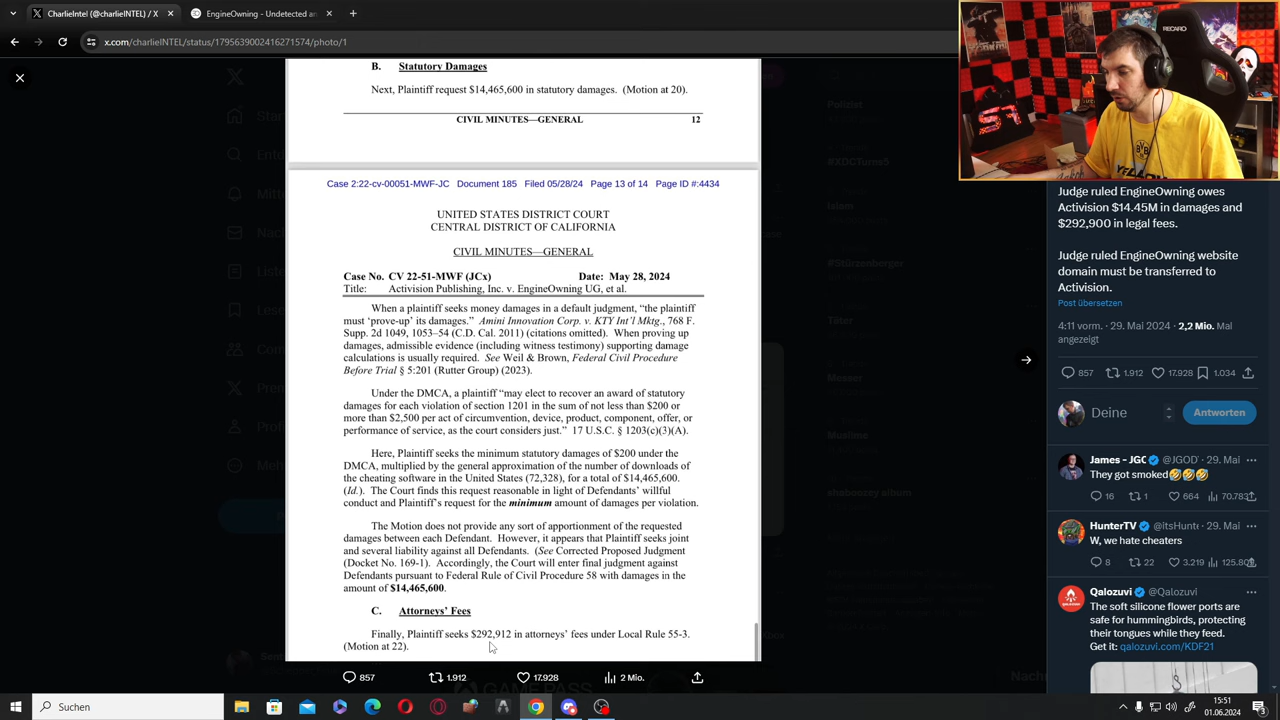 CharlieINTEL (@charlieINTEL) / X
EngineOwning - Undetected an
x.com/charlieINTEL/status/1795639002416271574/photo/1
B. Statutory Damages
Next, Plaintiff request $14,465,600 in statutory damages. (Motion at 20).
CIVIL MINUTES—GENERAL 12
Case 2:22-cv-00051-MWF-JC Document 185 Filed 05/28/24 Page 13 of 14 Page ID #:4434
UNITED STATES DISTRICT COURT
CENTRAL DISTRICT OF CALIFORNIA
CIVIL MINUTES—GENERAL
Case No. CV 22-51-MWF (JCx) Date: May 28, 2024
Title: Activision Publishing, Inc. v. EngineOwning UG, et al.
When a plaintiff seeks money damages in a default judgment, “the plaintiff
must ‘prove-up’ its damages.” Amini Innovation Corp. v. KTY Int’l Mktg., 768 F.
Supp. 2d 1049, 1053–54 (C.D. Cal. 2011) (citations omitted). When proving up
damages, admissible evidence (including witness testimony) supporting damage
calculations is usually required. See Weil & Brown, Federal Civil Procedure
Before Trial § 5:201 (Rutter Group) (2023).
Under the DMCA, a plaintiff “may elect to recover an award of statutory
damages for each violation of section 1201 in the sum of not less than $200 or
more than $2,500 per act of circumvention, device, product, component, offer, or
performance of service, as the court considers just.” 17 U.S.C. § 1203(c)(3)(A).
Here, Plaintiff seeks the minimum statutory damages of $200 under the
DMCA, multiplied by the general approximation of the number of downloads of
the cheating software in the United States (72,328), for a total of $14,465,600.
(Id.). The Court finds this request reasonable in light of Defendants’ willful
conduct and Plaintiff’s request for the minimum amount of damages per violation.
The Motion does not provide any sort of apportionment of the requested
damages between each Defendant. However, it appears that Plaintiff seeks joint
and several liability against all Defendants. (See Corrected Proposed Judgment
(Docket No. 169-1). Accordingly, the Court will enter final judgment against
Defendants pursuant to Federal Rule of Civil Procedure 58 with damages in the
amount of $14,465,600.
C. Attorneys’ Fees
Finally, Plaintiff seeks $292,912 in attorneys’ fees under Local Rule 55-3.
(Motion at 22).
857 1.912 17.928 2 Mio.
RECARO
Judge ruled EngineOwning owes
Activision $14.45M in damages and
$292,900 in legal fees.
Judge ruled EngineOwning website
domain must be transferred to
Activision.
Post übersetzen
4:11 vorm. · 29. Mai 2024 · 2,2 Mio. Mal
angezeigt
857 1.912 17.928 1.034
Deine
Antworten
James - JGC @JGOD · 29. Mai
They got smoked🤣🤣🤣
16 1 664 70.783
HunterTV @itsHunt · 29. Mai
W, we hate cheaters
8 22 3.219 125.80
Qalozuvi @Qalozuvi
The soft silicone flower ports are
safe for hummingbirds, protecting
their tongues while they feed.
Get it: qalozuvi.com/KDF21
Polizist
#XDCTurns5
Islam
#Stürzenberger
Täter
Messer
Muslime
shaboozey album
GAME PASS
Suchen
15:51
01.06.2024
3